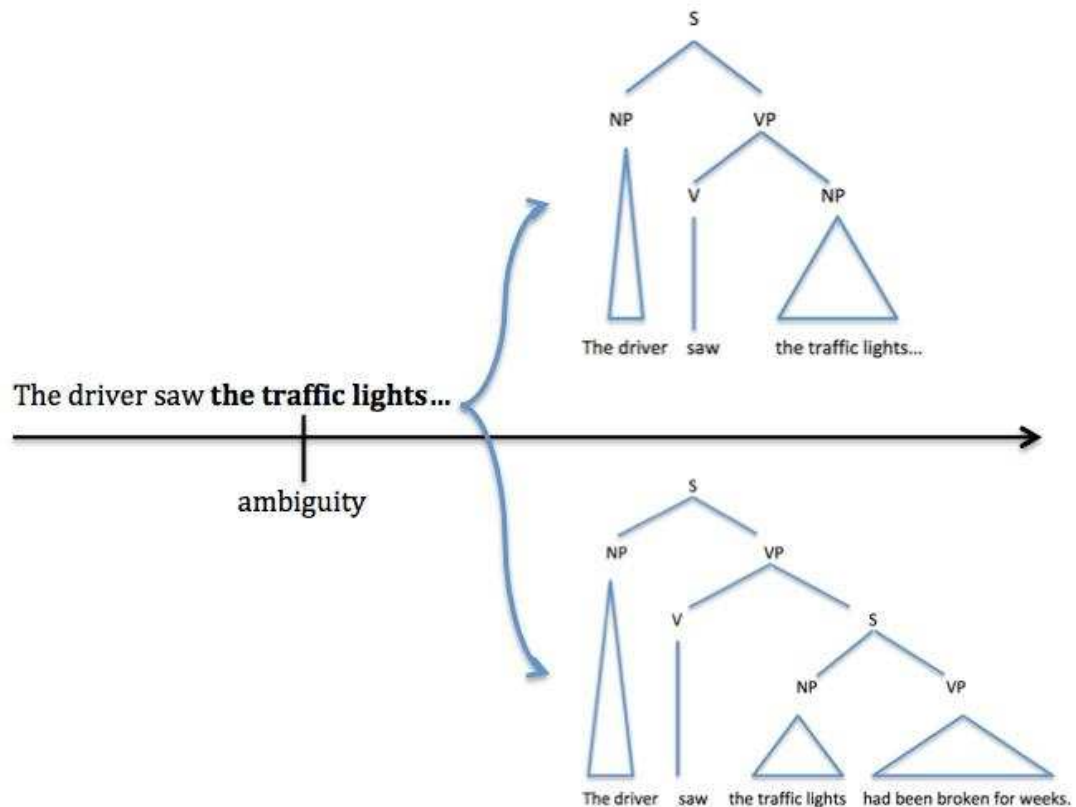 S
NP VP
V NP
The driver saw the traffic lights...
The driver saw the traffic lights...
ambiguity
S
NP VP
V S
NP VP
The driver saw the traffic lights had been broken for weeks.